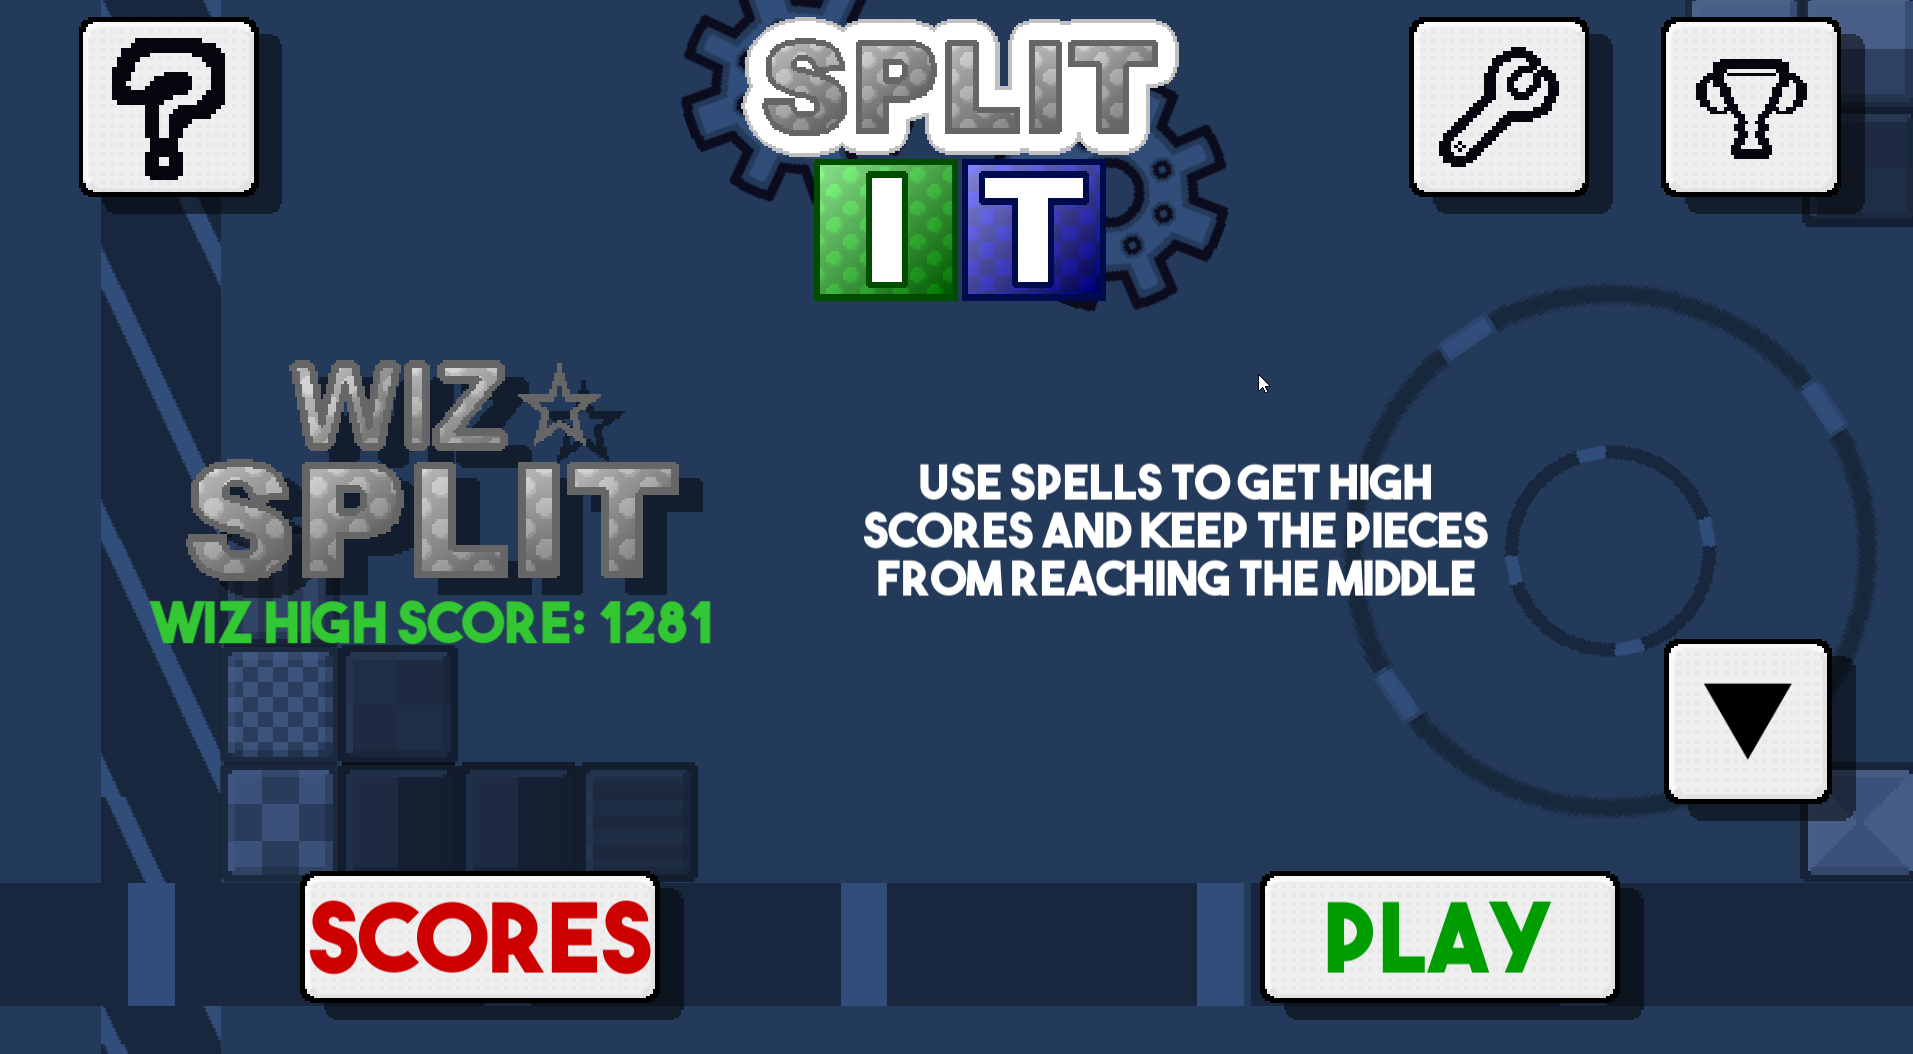 ?
SPLIT
IT
WIZ
SPLIT
WIZ HIGH SCORE: 1281
USE SPELLS TO GET HIGH
SCORES AND KEEP THE PIECES
FROM REACHING THE MIDDLE
SCORES
PLAY